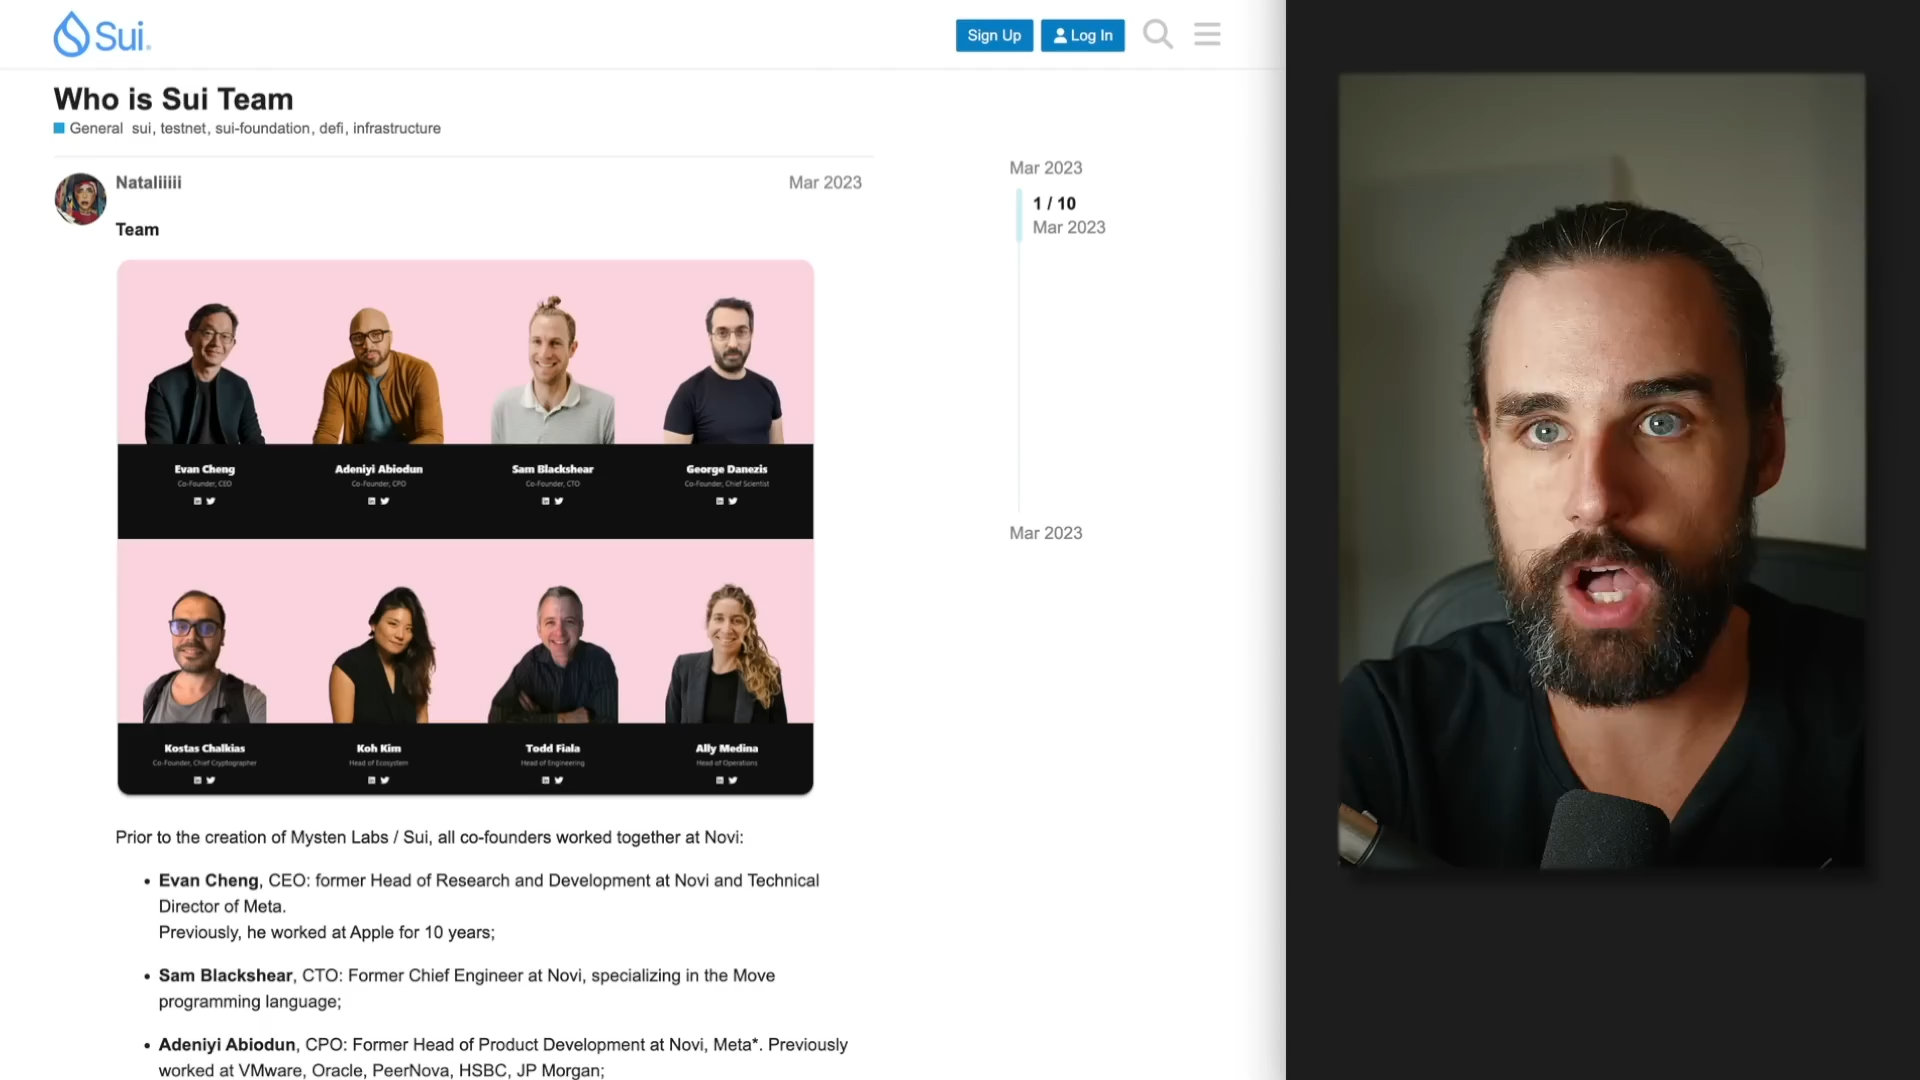 Sui.
Sign Up
Log In
Who is Sui Team
General sui, testnet, sui-foundation, defi, infrastructure
Nataliiiii
Mar 2023
Team
Evan Cheng
Co-Founder, CEO
Adeniyi Abiodun
Co-Founder, CPO
Sam Blackshear
Co-Founder, CTO
George Danezis
Co-Founder, Chief Scientist
Kostas Chalkias
Co-Founder, Chief Cryptographer
Koh Kim
Head of Ecosystem
Todd Fiala
Head of Engineering
Ally Medina
Head of Operations
Prior to the creation of Mysten Labs / Sui, all co-founders worked together at Novi:
• Evan Cheng, CEO: former Head of Research and Development at Novi and Technical
Director of Meta.
Previously, he worked at Apple for 10 years;
• Sam Blackshear, CTO: Former Chief Engineer at Novi, specializing in the Move
programming language;
• Adeniyi Abiodun, CPO: Former Head of Product Development at Novi, Meta*. Previously
worked at VMware, Oracle, PeerNova, HSBC, JP Morgan;
Mar 2023
1 / 10
Mar 2023
Mar 2023